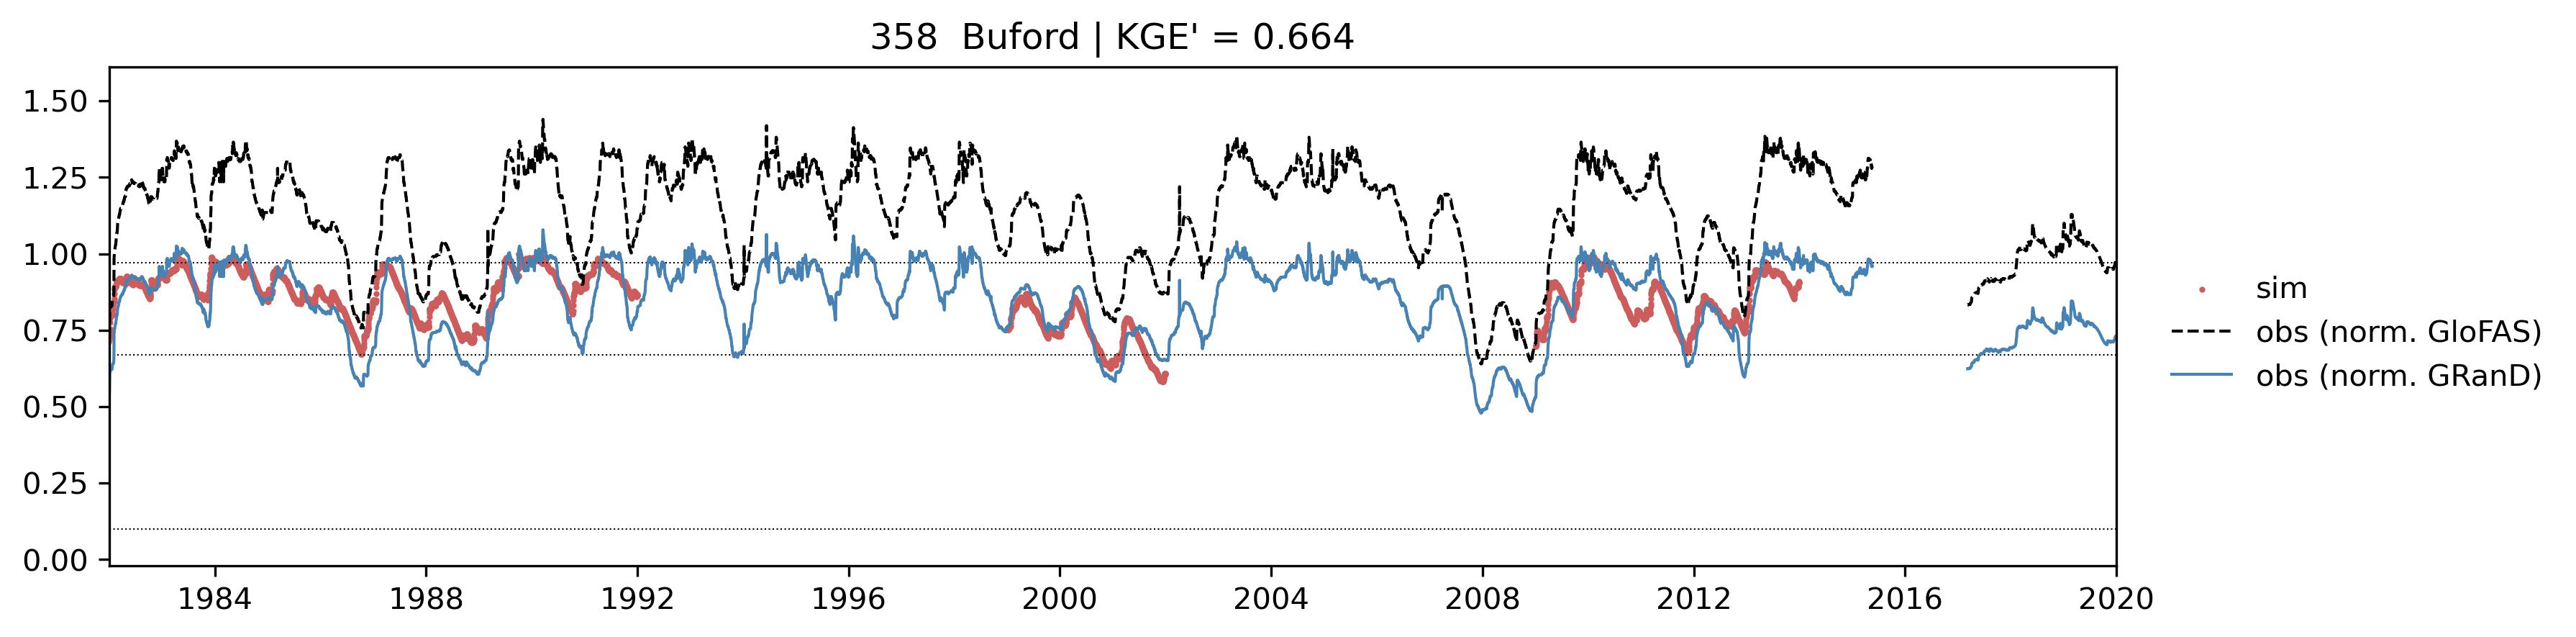 358  Buford | KGE' = 0.664
1.50
1.25
1.00
0.75
0.50
0.25
0.00
1984 1988 1992 1996 2000 2004 2008 2012 2016 2020
sim
obs (norm. GloFAS)
obs (norm. GRanD)